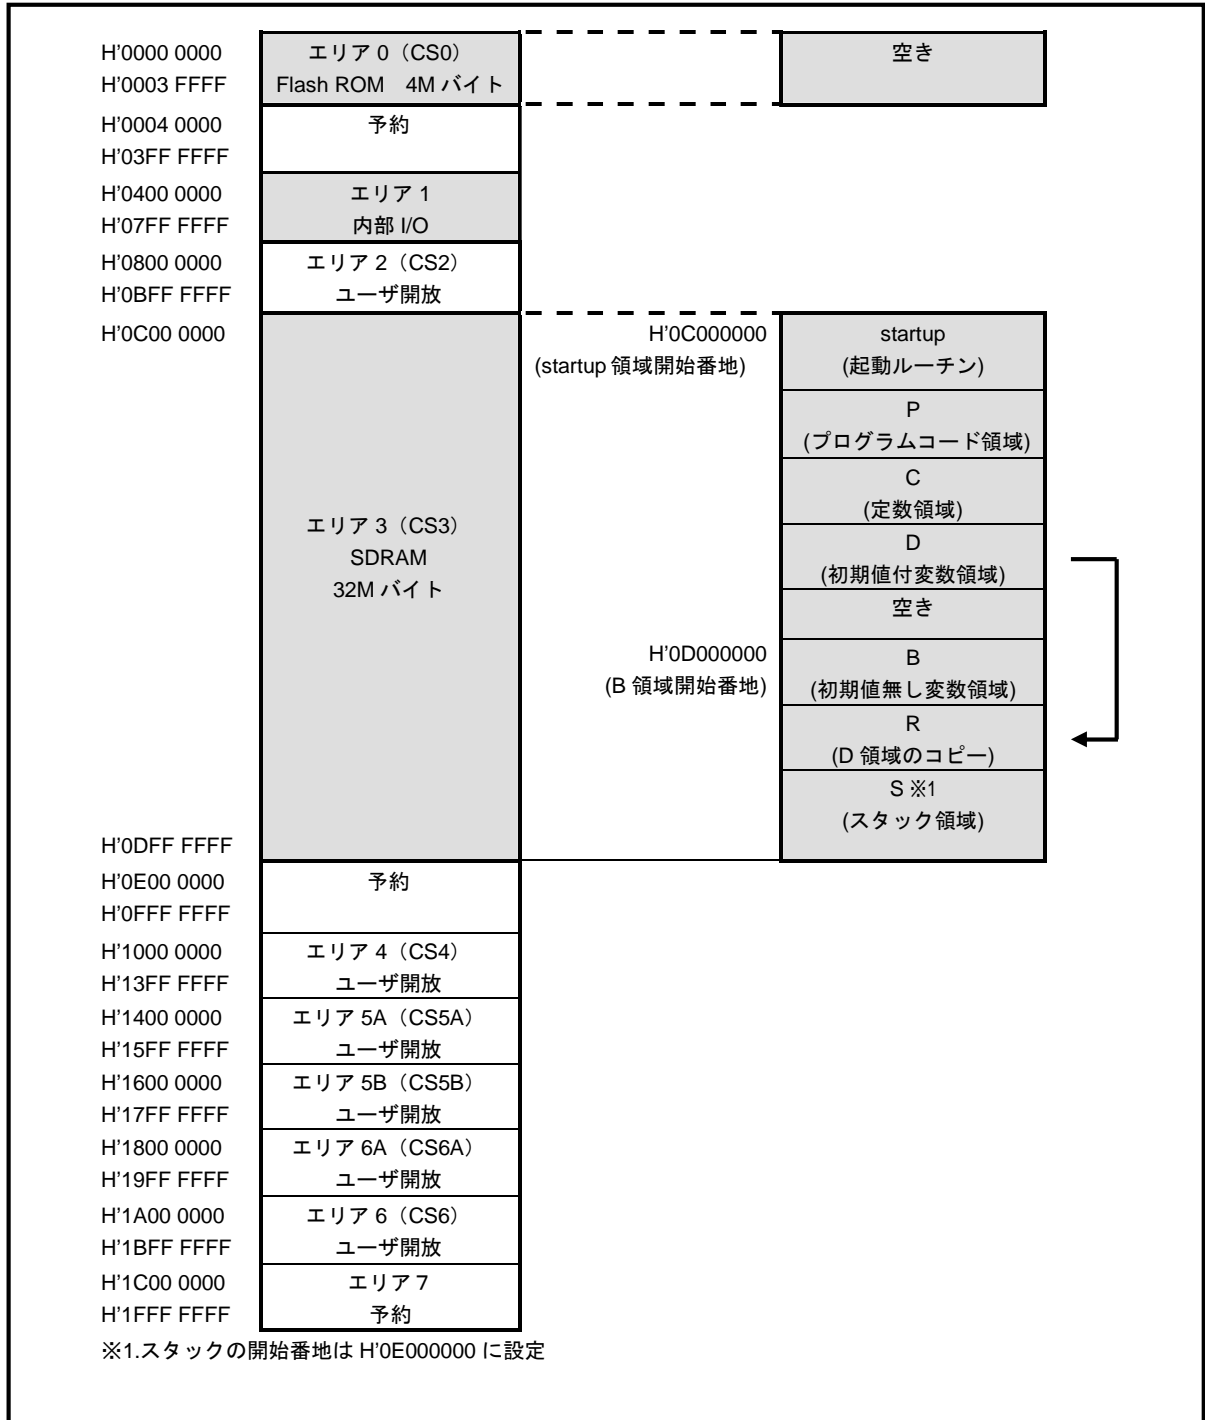 H'0000 0000
エリア 0（CS0）
空き
H'0003 FFFF
Flash ROM　4M バイト
H'0004 0000
予約
H'03FF FFFF
H'0400 0000
エリア 1
H'07FF FFFF
内部 I/O
H'0800 0000
エリア 2（CS2）
H'0BFF FFFF
ユーザ開放
H'0C00 0000
H'0C000000
startup
(startup 領域開始番地)
(起動ルーチン)
P
(プログラムコード領域)
C
(定数領域)
エリア 3（CS3）
SDRAM
32M バイト
D
(初期値付変数領域)
空き
H'0D000000
(B 領域開始番地)
B
(初期値無し変数領域)
R
(D 領域のコピー)
S ※1
(スタック領域)
H'0DFF FFFF
H'0E00 0000
予約
H'0FFF FFFF
H'1000 0000
エリア 4（CS4）
H'13FF FFFF
ユーザ開放
H'1400 0000
エリア 5A（CS5A）
H'15FF FFFF
ユーザ開放
H'1600 0000
エリア 5B（CS5B）
H'17FF FFFF
ユーザ開放
H'1800 0000
エリア 6A（CS6A）
H'19FF FFFF
ユーザ開放
H'1A00 0000
エリア 6（CS6）
H'1BFF FFFF
ユーザ開放
H'1C00 0000
エリア 7
H'1FFF FFFF
予約
※1.スタックの開始番地は H'0E000000 に設定